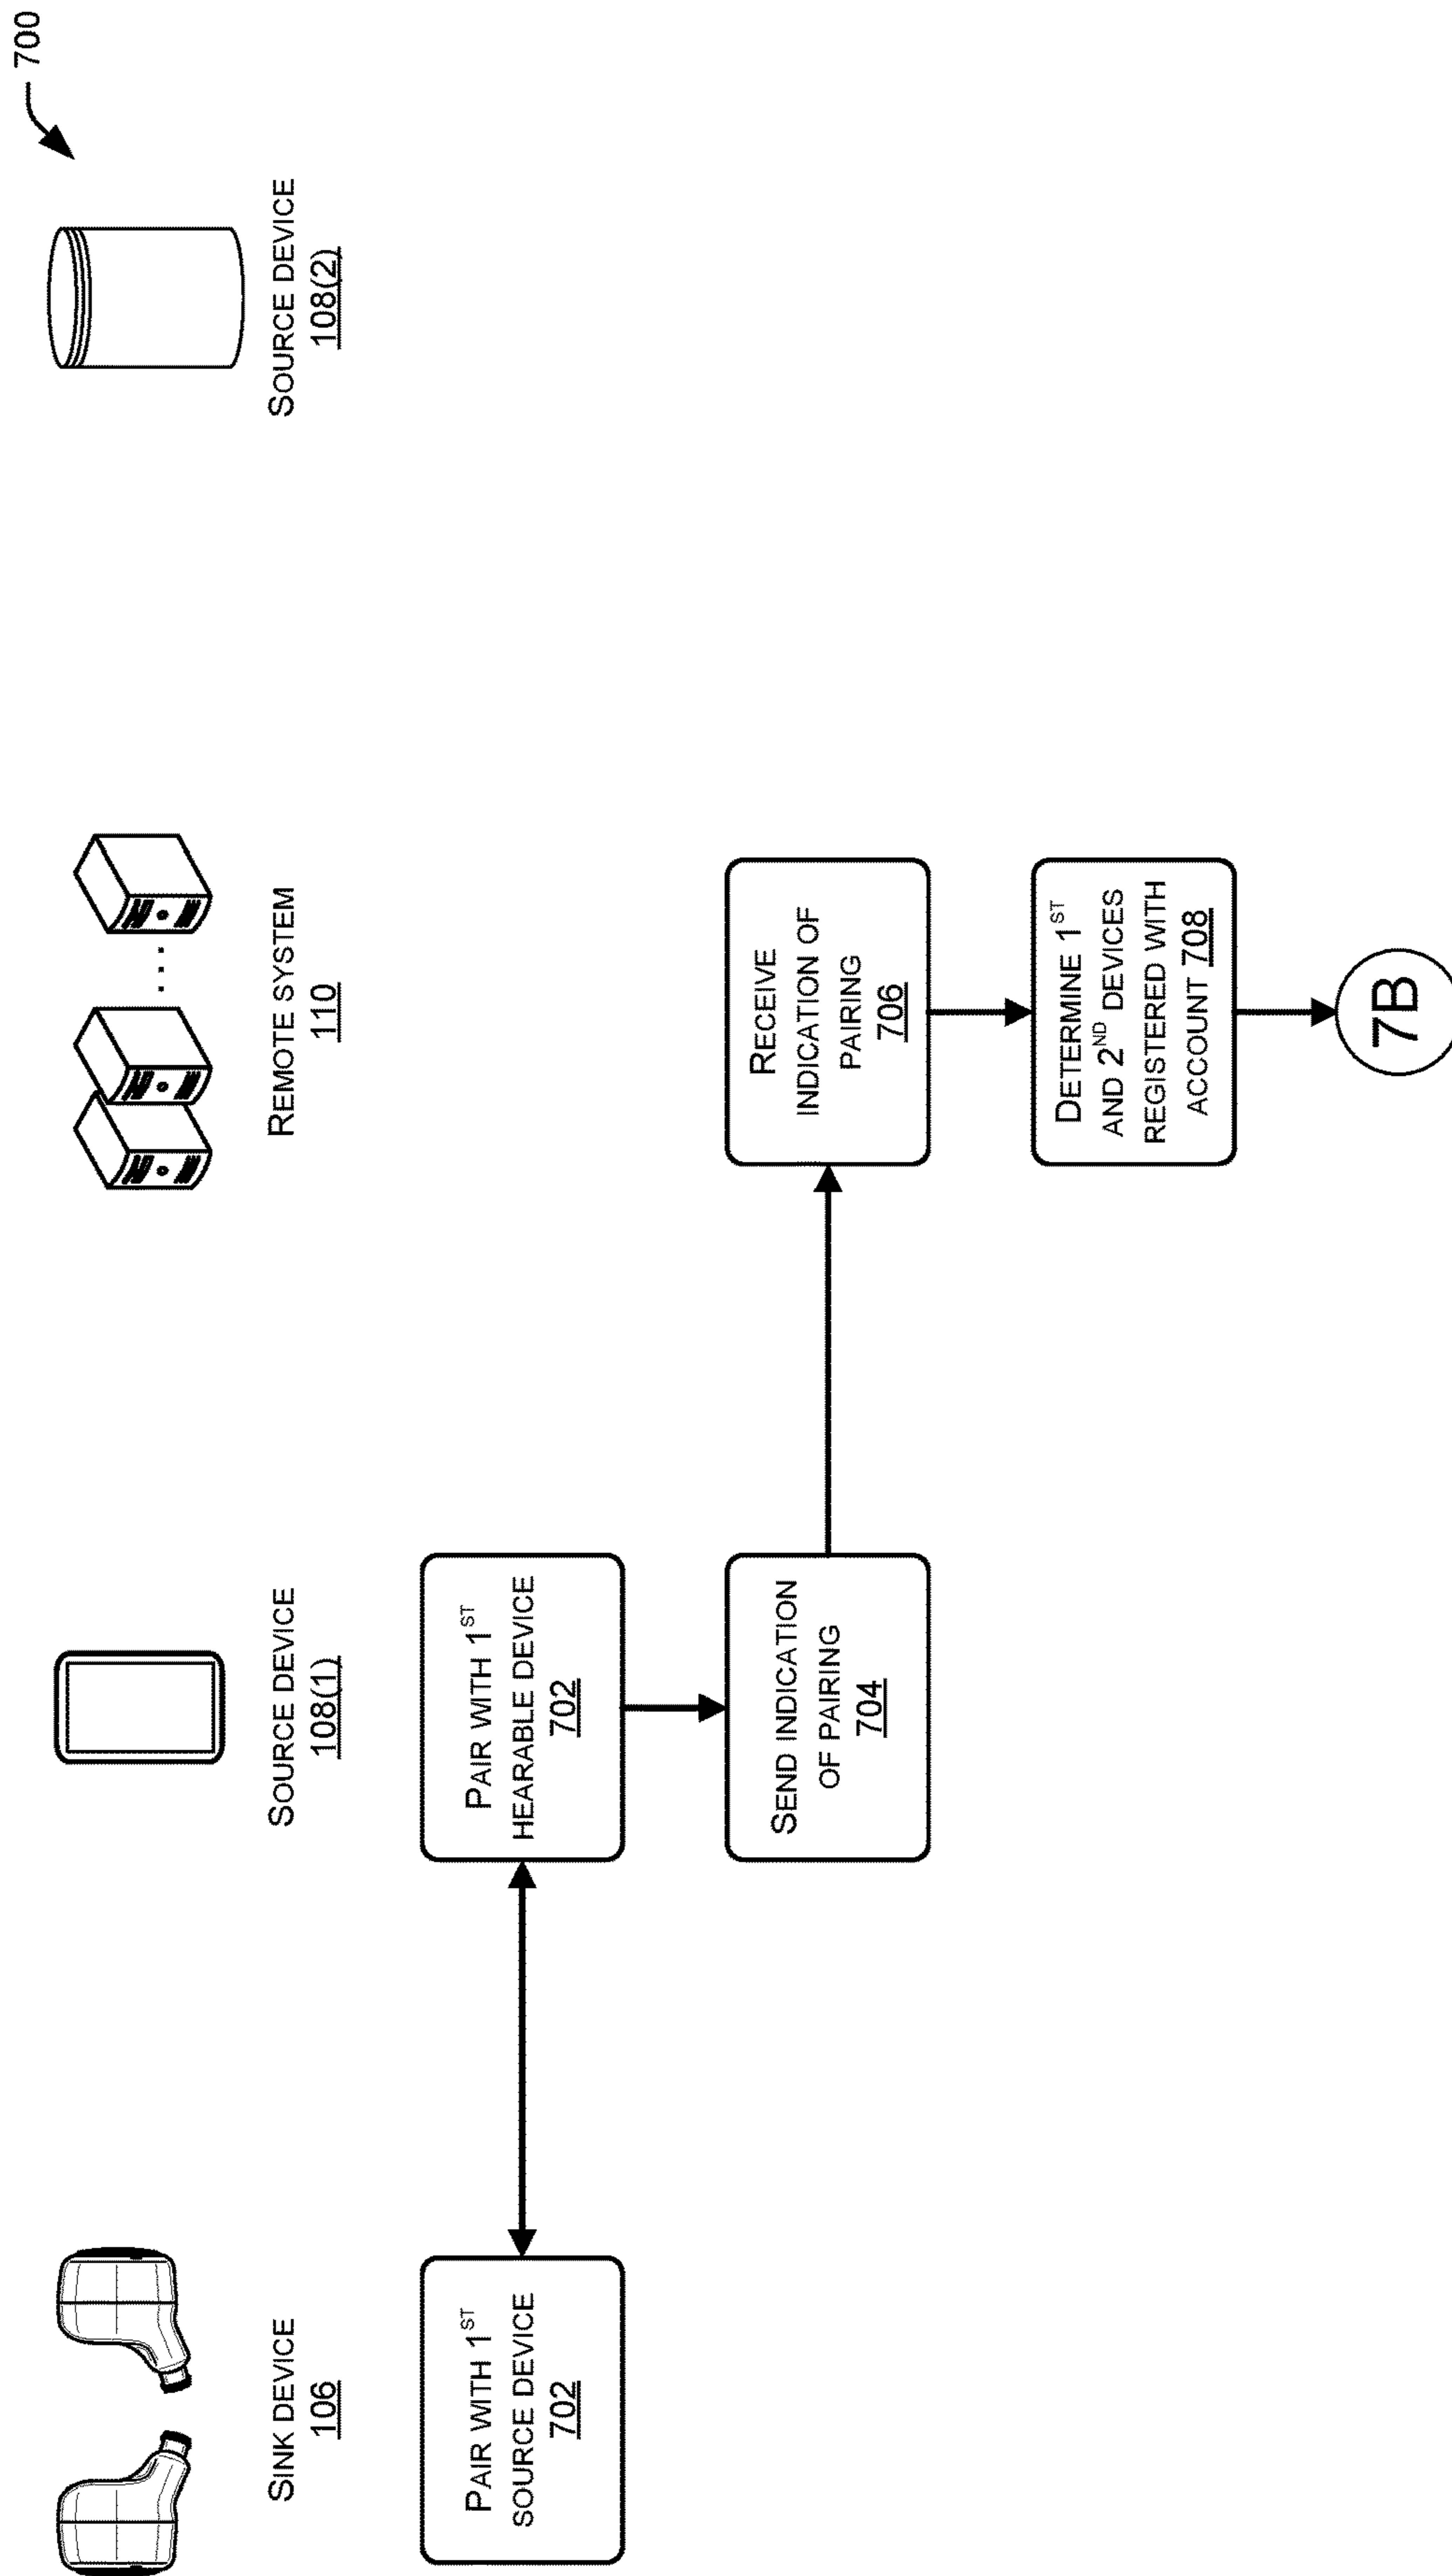 700
SINK DEVICE
106
SOURCE DEVICE
108(1)
REMOTE SYSTEM
110
SOURCE DEVICE
108(2)
PAIR WITH 1ST
SOURCE DEVICE
702
PAIR WITH 1ST
HEARABLE DEVICE
702
SEND INDICATION
OF PAIRING
704
RECEIVE
INDICATION OF
PAIRING
706
DETERMINE 1ST
AND 2ND DEVICES
REGISTERED WITH
ACCOUNT 708
7B